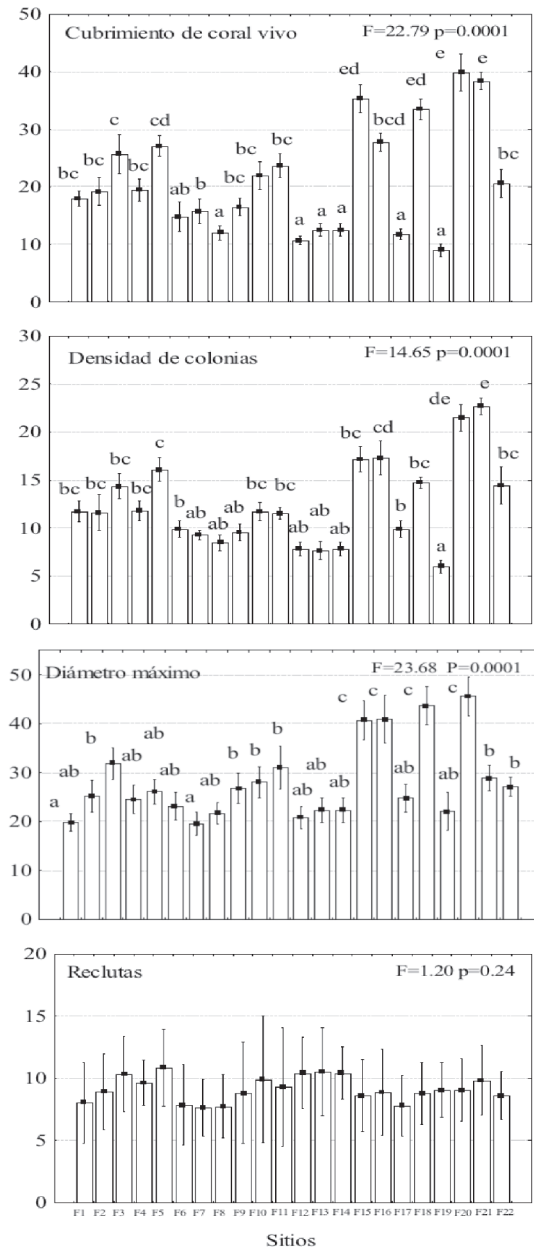 Cubrimiento de coral vivo F=22.79 p=0.0001
50
40
30
20
10
0
bc bc c bc cd ab b a bc bc bc a a a ed bcd a ed a e e bc
Densidad de colonias F=14.65 p=0.0001
30
25
20
15
10
5
0
bc bc bc bc c b ab ab ab bc bc ab ab ab bc cd b bc a de e bc
Diámetro máximo F=23.68 P=0.0001
50
40
30
20
10
0
a ab b ab ab ab a ab b b b ab ab ab c c ab c ab c b b
Reclutas F=1.20 p=0.24
20
15
10
5
0
F1 F2 F3 F4 F5 F6 F7 F8 F9 F10 F11 F12 F13 F14 F15 F16 F17 F18 F19 F20 F21 F22
Sitios